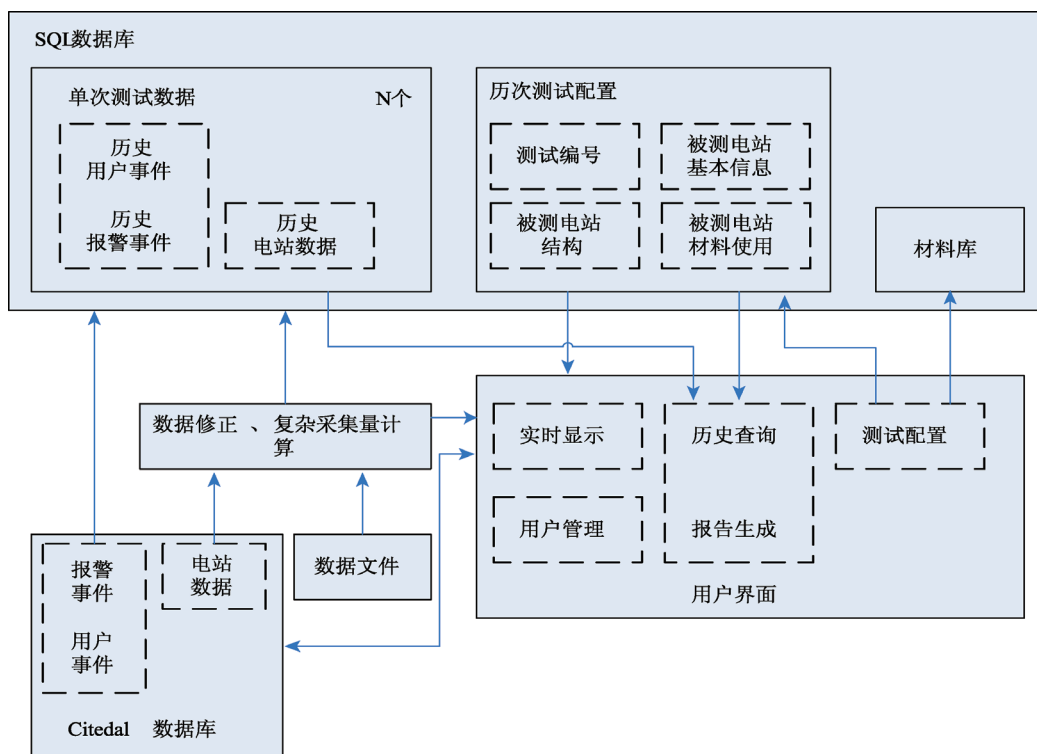 SQL数据库
单次测试数据
N个
历史
用户事件
历史
报警事件
历史
电站数据
历次测试配置
测试编号
被测电站
基本信息
被测电站
结构
被测电站
材料使用
材料库
数据修正 、复杂采集量计
算
实时显示
历史查询
测试配置
用户管理
报告生成
用户界面
报警
事件
电站
数据
数据文件
用户
事件
Citedal 数据库